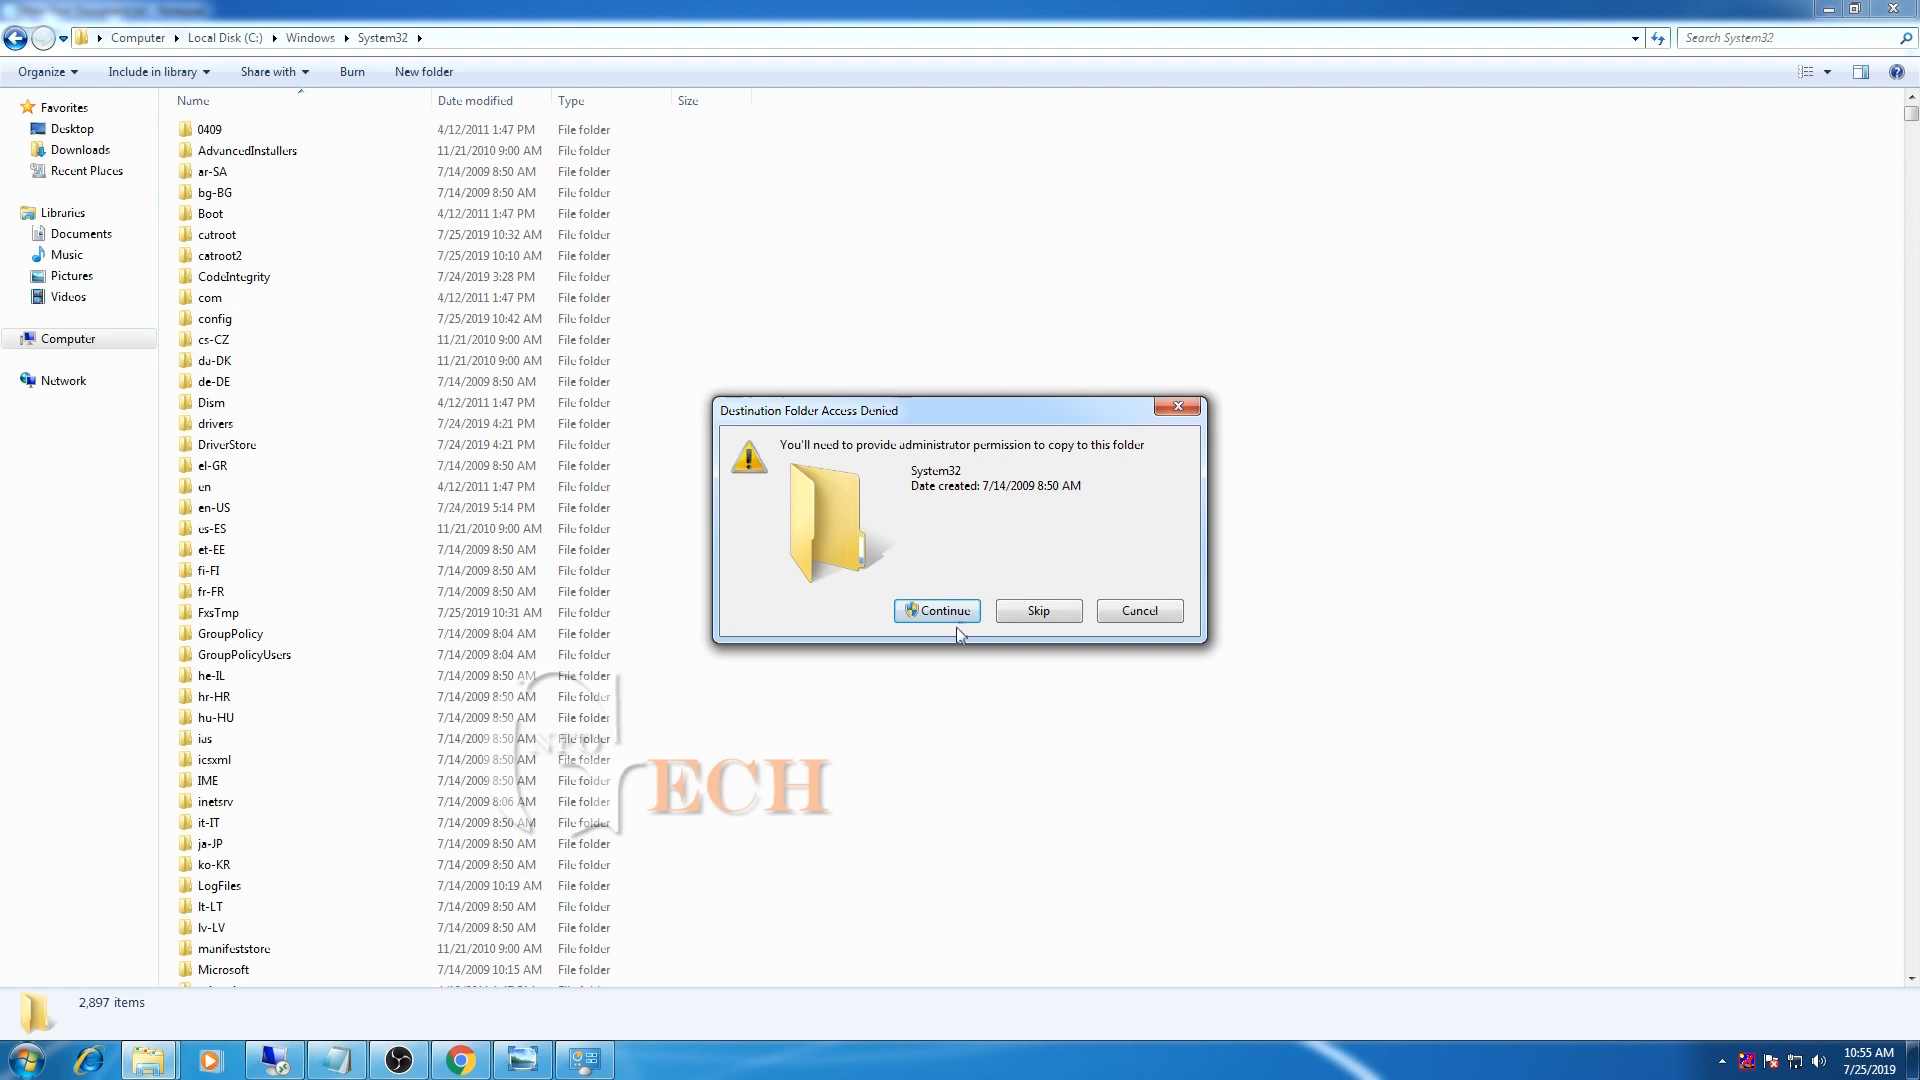 Computer Local Disk (C:) Windows System32
Search System32
Organize Include in library Share with Burn New folder
Name Date modified Type Size
Favorites
Desktop
Downloads
Recent Places
Libraries
Documents
Music
Pictures
Videos
Computer
Network
0409 4/12/2011 1:47 PM File folder
AdvancedInstallers 11/21/2010 9:00 AM File folder
ar-SA 7/14/2009 8:50 AM File folder
bg-BG 7/14/2009 8:50 AM File folder
Boot 4/12/2011 1:47 PM File folder
catroot 7/25/2019 10:32 AM File folder
catroot2 7/25/2019 10:10 AM File folder
CodeIntegrity 7/24/2019 3:28 PM File folder
com 4/12/2011 1:47 PM File folder
config 7/25/2019 10:42 AM File folder
cs-CZ 11/21/2010 9:00 AM File folder
da-DK 11/21/2010 9:00 AM File folder
de-DE 7/14/2009 8:50 AM File folder
Dism 4/12/2011 1:47 PM File folder
drivers 7/24/2019 4:21 PM File folder
DriverStore 7/24/2019 4:21 PM File folder
el-GR 7/14/2009 8:50 AM File folder
en 4/12/2011 1:47 PM File folder
en-US 7/24/2019 5:14 PM File folder
es-ES 11/21/2010 9:00 AM File folder
et-EE 7/14/2009 8:50 AM File folder
fi-FI 7/14/2009 8:50 AM File folder
fr-FR 7/14/2009 8:50 AM File folder
FxsTmp 7/25/2019 10:31 AM File folder
GroupPolicy 7/14/2009 8:04 AM File folder
GroupPolicyUsers 7/14/2009 8:04 AM File folder
he-IL 7/14/2009 8:50 AM File folder
hr-HR 7/14/2009 8:50 AM File folder
hu-HU 7/14/2009 8:50 AM File folder
ias 7/14/2009 8:50 AM File folder
icsxml 7/14/2009 8:50 AM File folder
IME 7/14/2009 8:50 AM File folder
inetsrv 7/14/2009 8:06 AM File folder
it-IT 7/14/2009 8:50 AM File folder
ja-JP 7/14/2009 8:50 AM File folder
ko-KR 7/14/2009 8:50 AM File folder
LogFiles 7/14/2009 10:19 AM File folder
lt-LT 7/14/2009 8:50 AM File folder
lv-LV 7/14/2009 8:50 AM File folder
manifeststore 11/21/2010 9:00 AM File folder
Microsoft 7/14/2009 10:15 AM File folder
Destination Folder Access Denied
You'll need to provide administrator permission to copy to this folder
System32
Date created: 7/14/2009 8:50 AM
Continue Skip Cancel
ECH
2,897 items
10:55 AM
7/25/2019